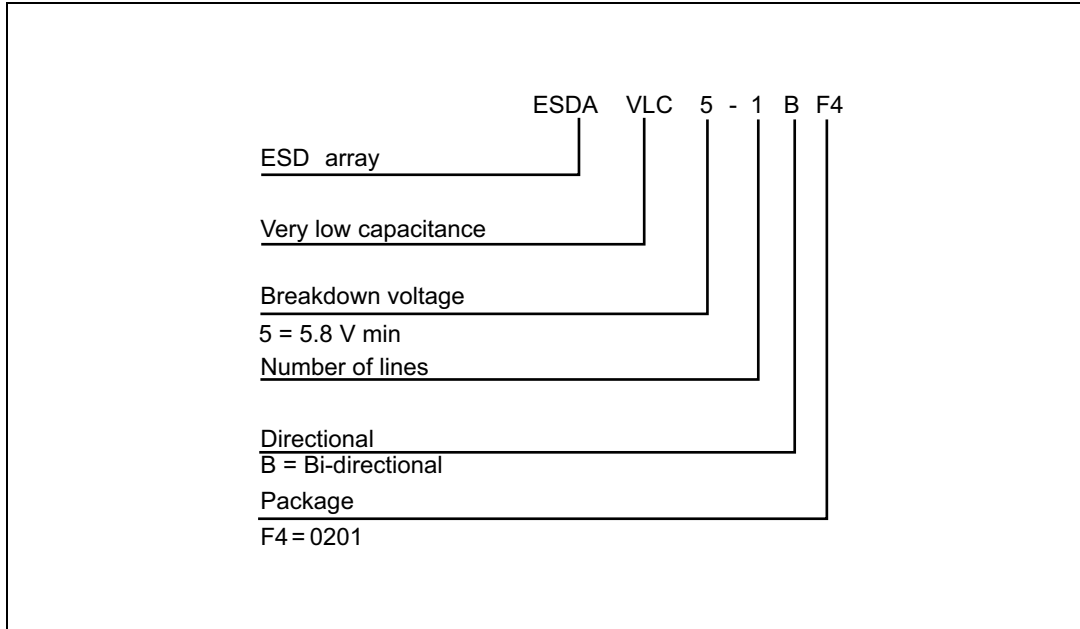 ESDA VLC 5 - 1 B F4
ESD array
Very low capacitance
Breakdown voltage
5 = 5.8 V min
Number of lines
Directional
B = Bi-directional
Package
F4 = 0201